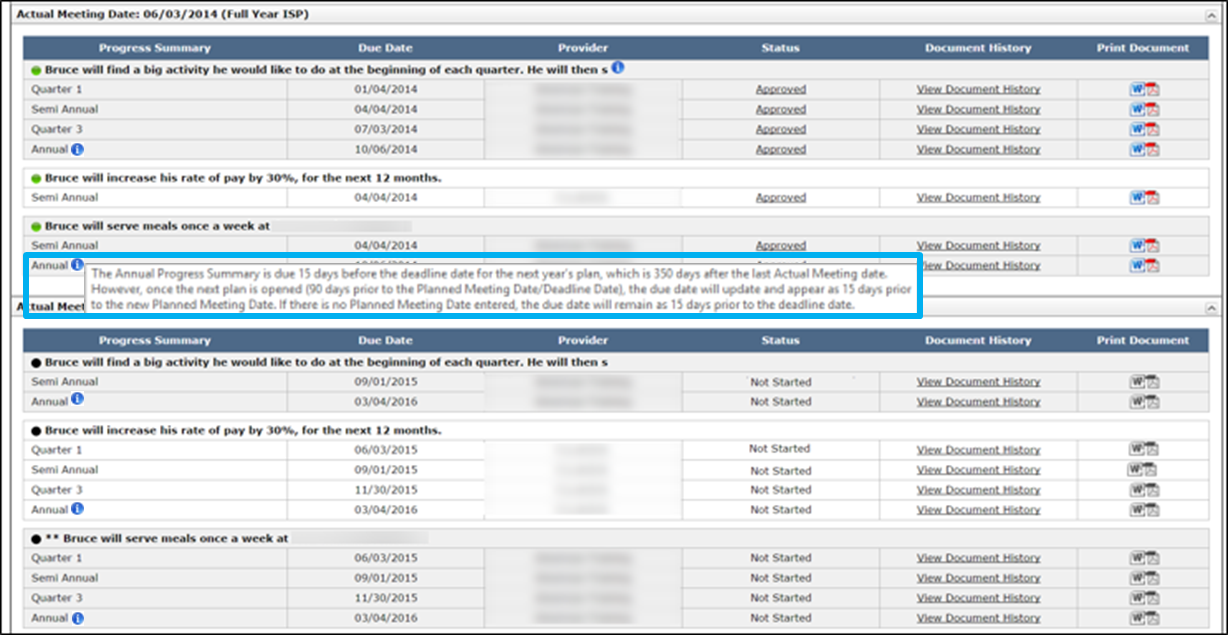 Actual Meeting Date: 06/03/2014 (Full Year ISP)
Progress Summary Due Date Provider Status Document History Print Document
Bruce will find a big activity he would like to do at the beginning of each quarter. He will then s
Quarter 1 01/04/2014 Approved View Document History
Semi Annual 04/04/2014 Approved View Document History
Quarter 3 07/03/2014 Approved View Document History
Annual 10/06/2014 Approved View Document History
Bruce will increase his rate of pay by 30%, for the next 12 months.
Semi Annual 04/04/2014 Approved View Document History
Bruce will serve meals once a week at
Semi Annual 04/04/2014 Approved View Document History
Annual View Document History
The Annual Progress Summary is due 15 days before the deadline date for the next year's plan, which is 350 days after the last Actual Meeting date.
However, once the next plan is opened (90 days prior to the Planned Meeting Date/Deadline Date), the due date will update and appear as 15 days prior
to the new Planned Meeting Date. If there is no Planned Meeting Date entered, the due date will remain as 15 days prior to the deadline date.
Progress Summary Due Date Provider Status Document History Print Document
Bruce will find a big activity he would like to do at the beginning of each quarter. He will then s
Semi Annual 09/01/2015 Not Started View Document History
Annual 03/04/2016 Not Started View Document History
Bruce will increase his rate of pay by 30%, for the next 12 months.
Quarter 1 06/03/2015 Not Started View Document History
Semi Annual 09/01/2015 Not Started View Document History
Quarter 3 11/30/2015 Not Started View Document History
Annual 03/04/2016 Not Started View Document History
** Bruce will serve meals once a week at
Quarter 1 06/03/2015 Not Started View Document History
Semi Annual 09/01/2015 Not Started View Document History
Quarter 3 11/30/2015 Not Started View Document History
Annual 03/04/2016 Not Started View Document History